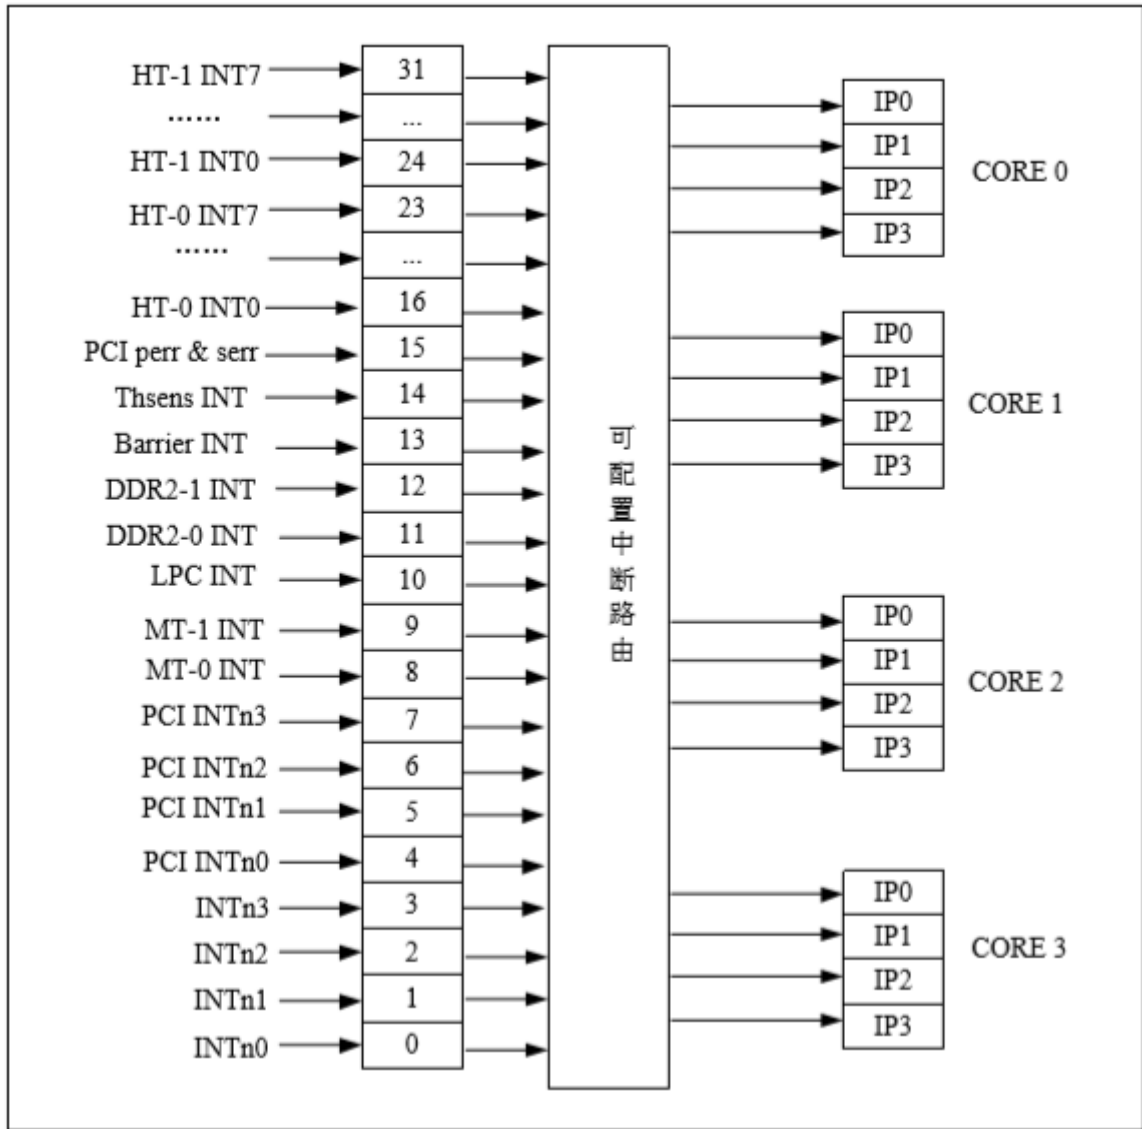 HT-1 INT7 31
…… ...
HT-1 INT0 24
HT-0 INT7 23
…… ...
HT-0 INT0 16
PCI perr & serr 15
Thsens INT 14
Barrier INT 13
DDR2-1 INT 12
DDR2-0 INT 11
LPC INT 10
MT-1 INT 9
MT-0 INT 8
PCI INTn3 7
PCI INTn2 6
PCI INTn1 5
PCI INTn0 4
INTn3 3
INTn2 2
INTn1 1
INTn0 0
可配置中断路由
IP0
IP1
IP2
IP3
CORE 0
IP0
IP1
IP2
IP3
CORE 1
IP0
IP1
IP2
IP3
CORE 2
IP0
IP1
IP2
IP3
CORE 3